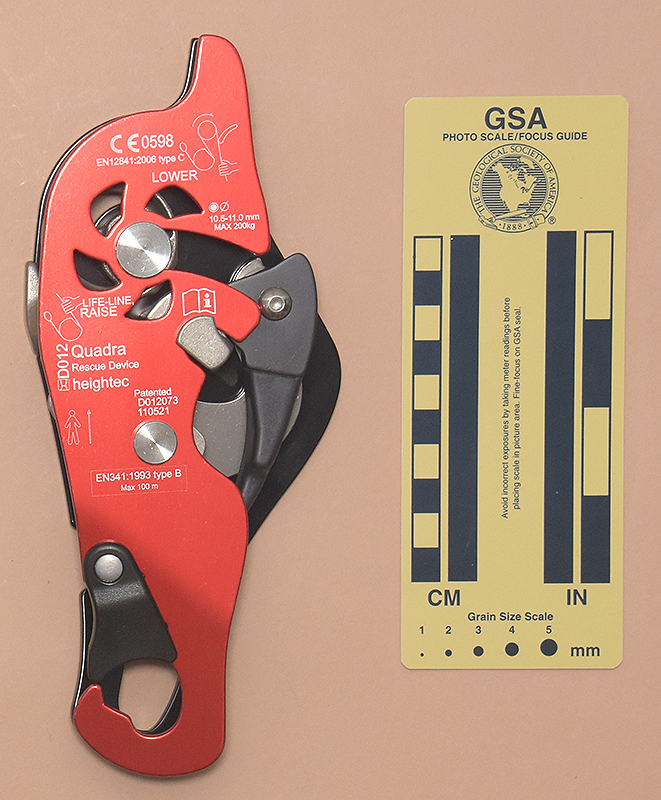 CE0598
EN12841:2006 type C
LOWER
10.5-11.0 mm
MAX 200kg
LIFE-LINE,
RAISE
D012
Quadra
Rescue Device
heightec
Patented
D012073
110521
EN341:1993 type B
Max 100 m
GSA
PHOTO SCALE/FOCUS GUIDE
THE GEOLOGICAL SOCIETY OF AMERICA
1888
®
Avoid incorrect exposures by taking meter readings before
placing scale in picture area. Fine-focus on GSA seal.
CM
IN
Grain Size Scale
1 2 3 4 5
mm